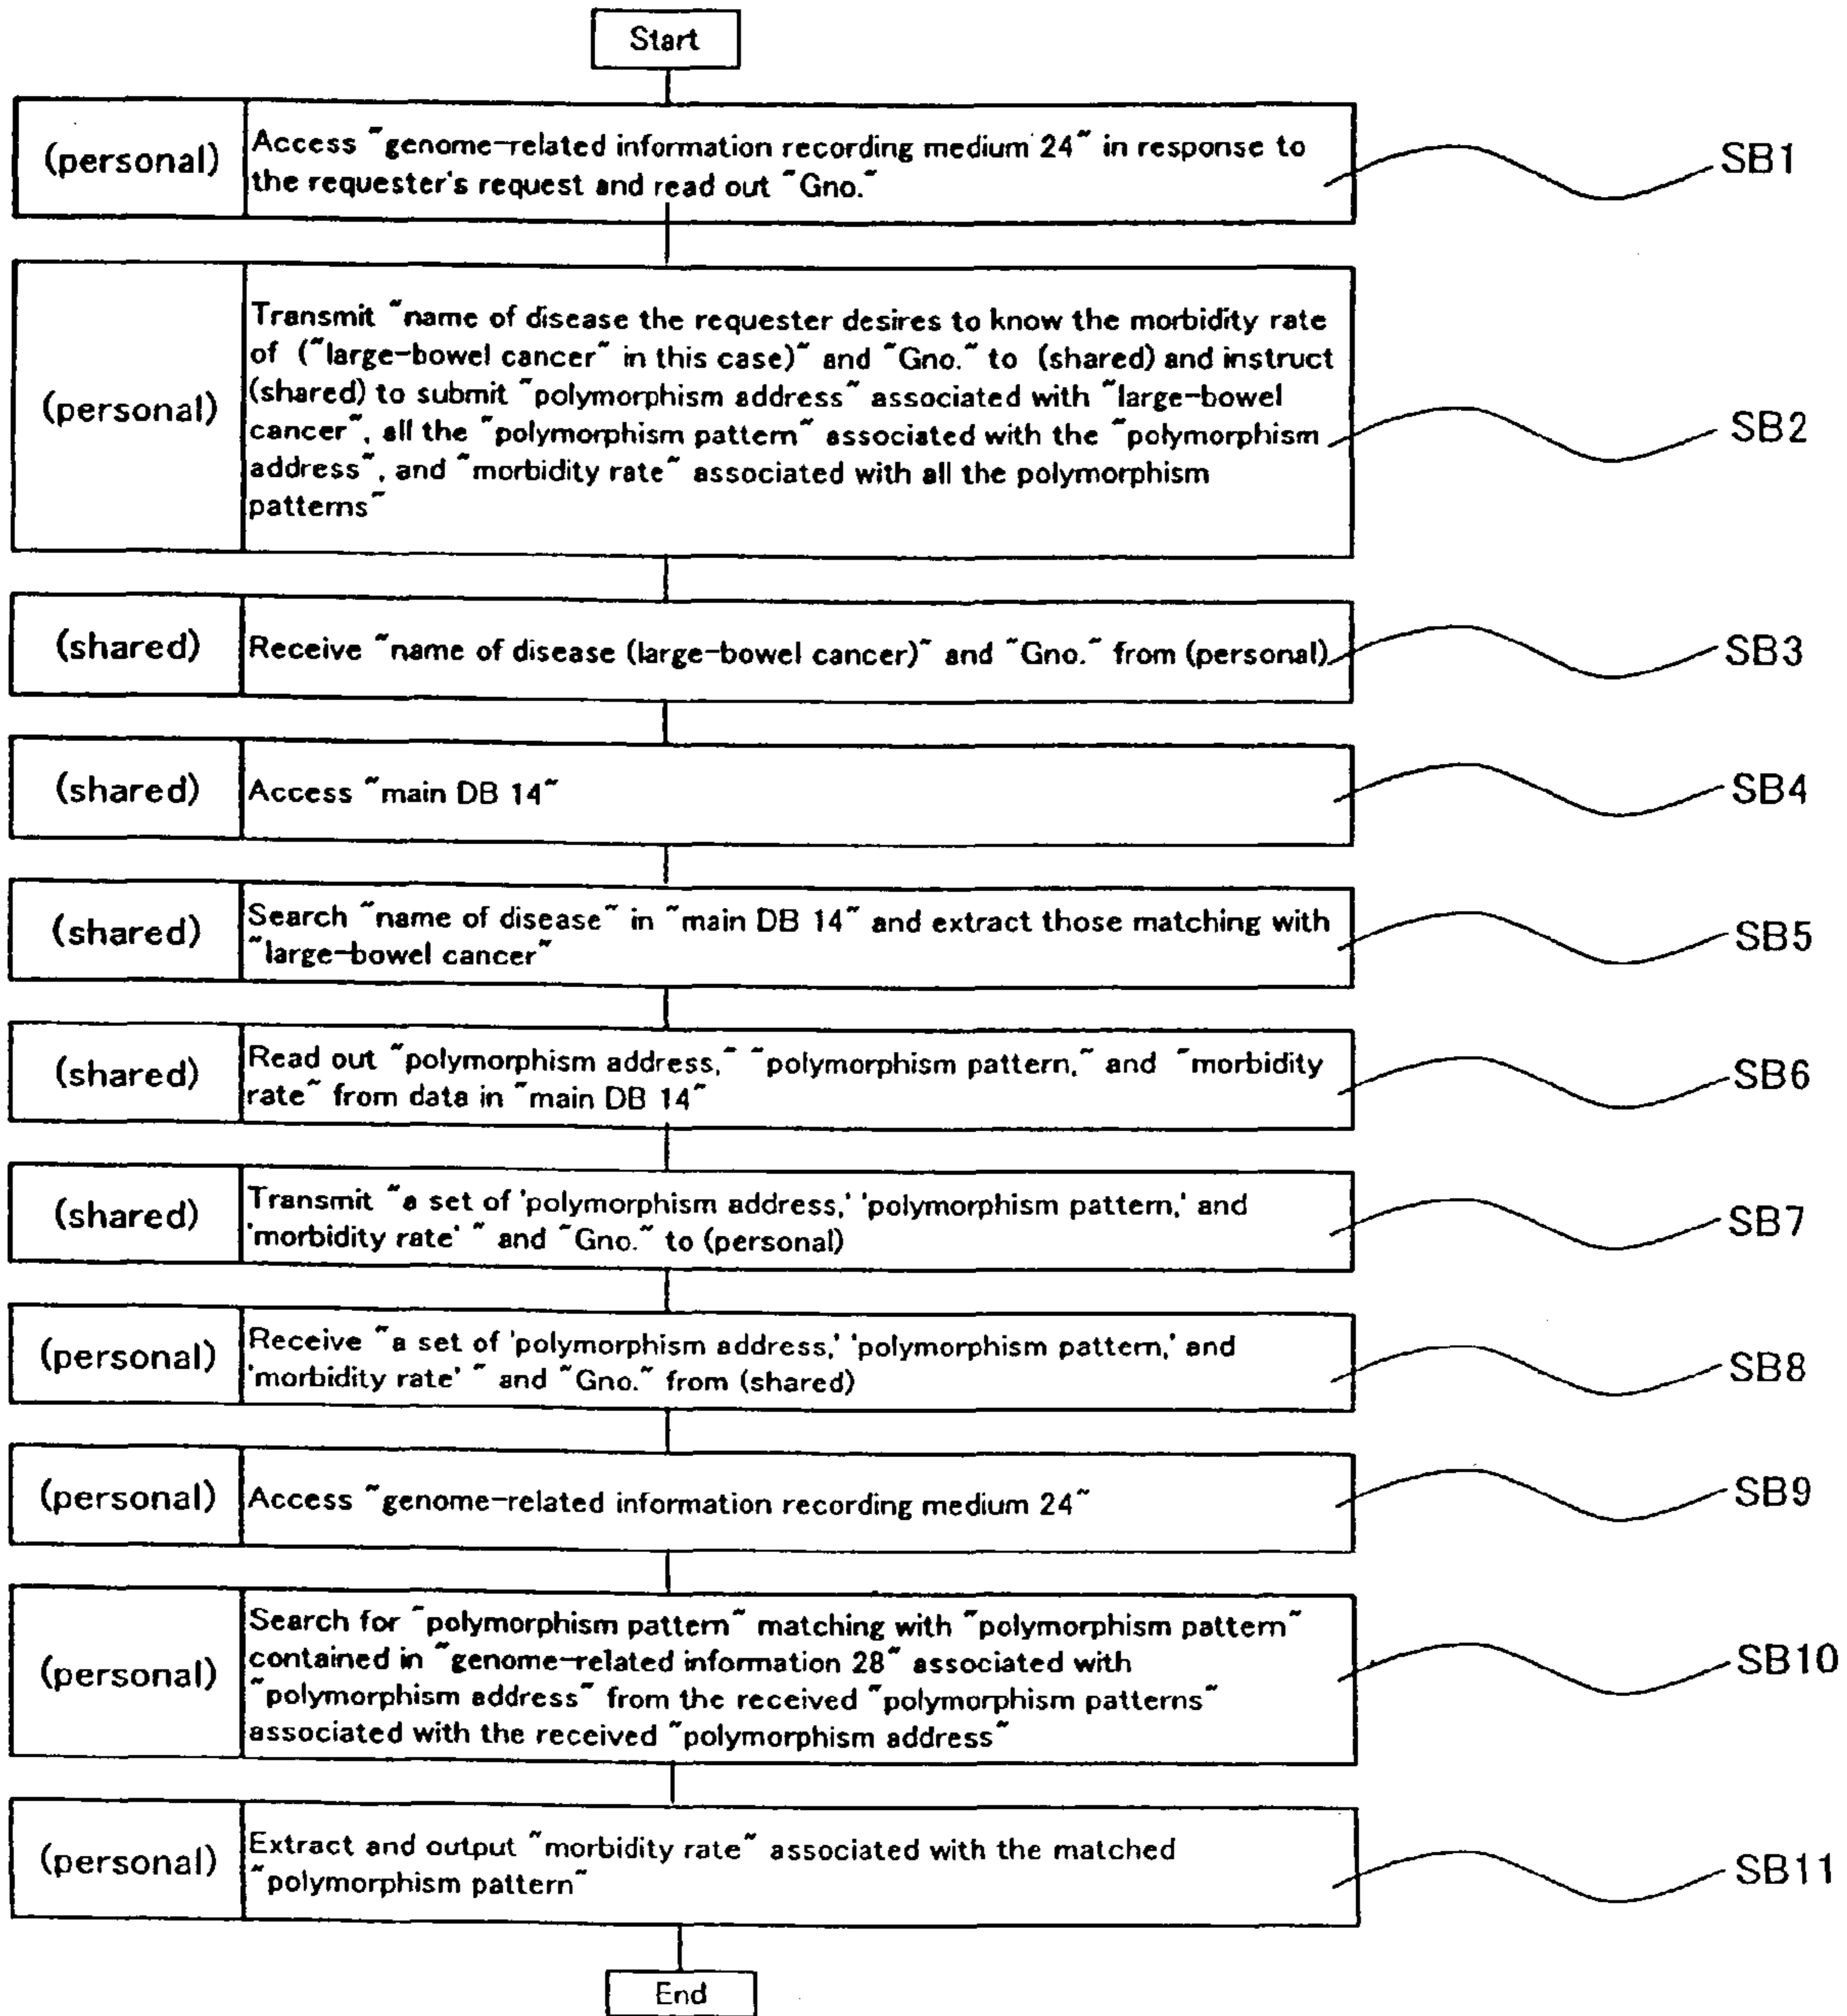 Start
(personal)
Access "genome-related information recording medium 24" in response to
the requester's request and read out "Gno."
SB1
(personal)
Transmit "name of disease the requester desires to know the morbidity rate
of ("large-bowel cancer" in this case)" and "Gno." to (shared) and instruct
(shared) to submit "polymorphism address" associated with "large-bowel
cancer", all the "polymorphism pattern" associated with the "polymorphism
address", and "morbidity rate" associated with all the polymorphism
patterns"
SB2
(shared)
Receive "name of disease (large-bowel cancer)" and "Gno." from (personal)
SB3
(shared)
Access "main DB 14"
SB4
(shared)
Search "name of disease" in "main DB 14" and extract those matching with
"large-bowel cancer"
SB5
(shared)
Read out "polymorphism address," "polymorphism pattern," and "morbidity
rate" from data in "main DB 14"
SB6
(shared)
Transmit "a set of 'polymorphism address,' 'polymorphism pattern,' and
'morbidity rate' " and "Gno." to (personal)
SB7
(personal)
Receive "a set of 'polymorphism address,' 'polymorphism pattern,' and
'morbidity rate' " and "Gno." from (shared)
SB8
(personal)
Access "genome-related information recording medium 24"
SB9
(personal)
Search for "polymorphism pattern" matching with "polymorphism pattern"
contained in "genome-related information 28" associated with
"polymorphism address" from the received "polymorphism patterns"
associated with the received "polymorphism address"
SB10
(personal)
Extract and output "morbidity rate" associated with the matched
"polymorphism pattern"
SB11
End